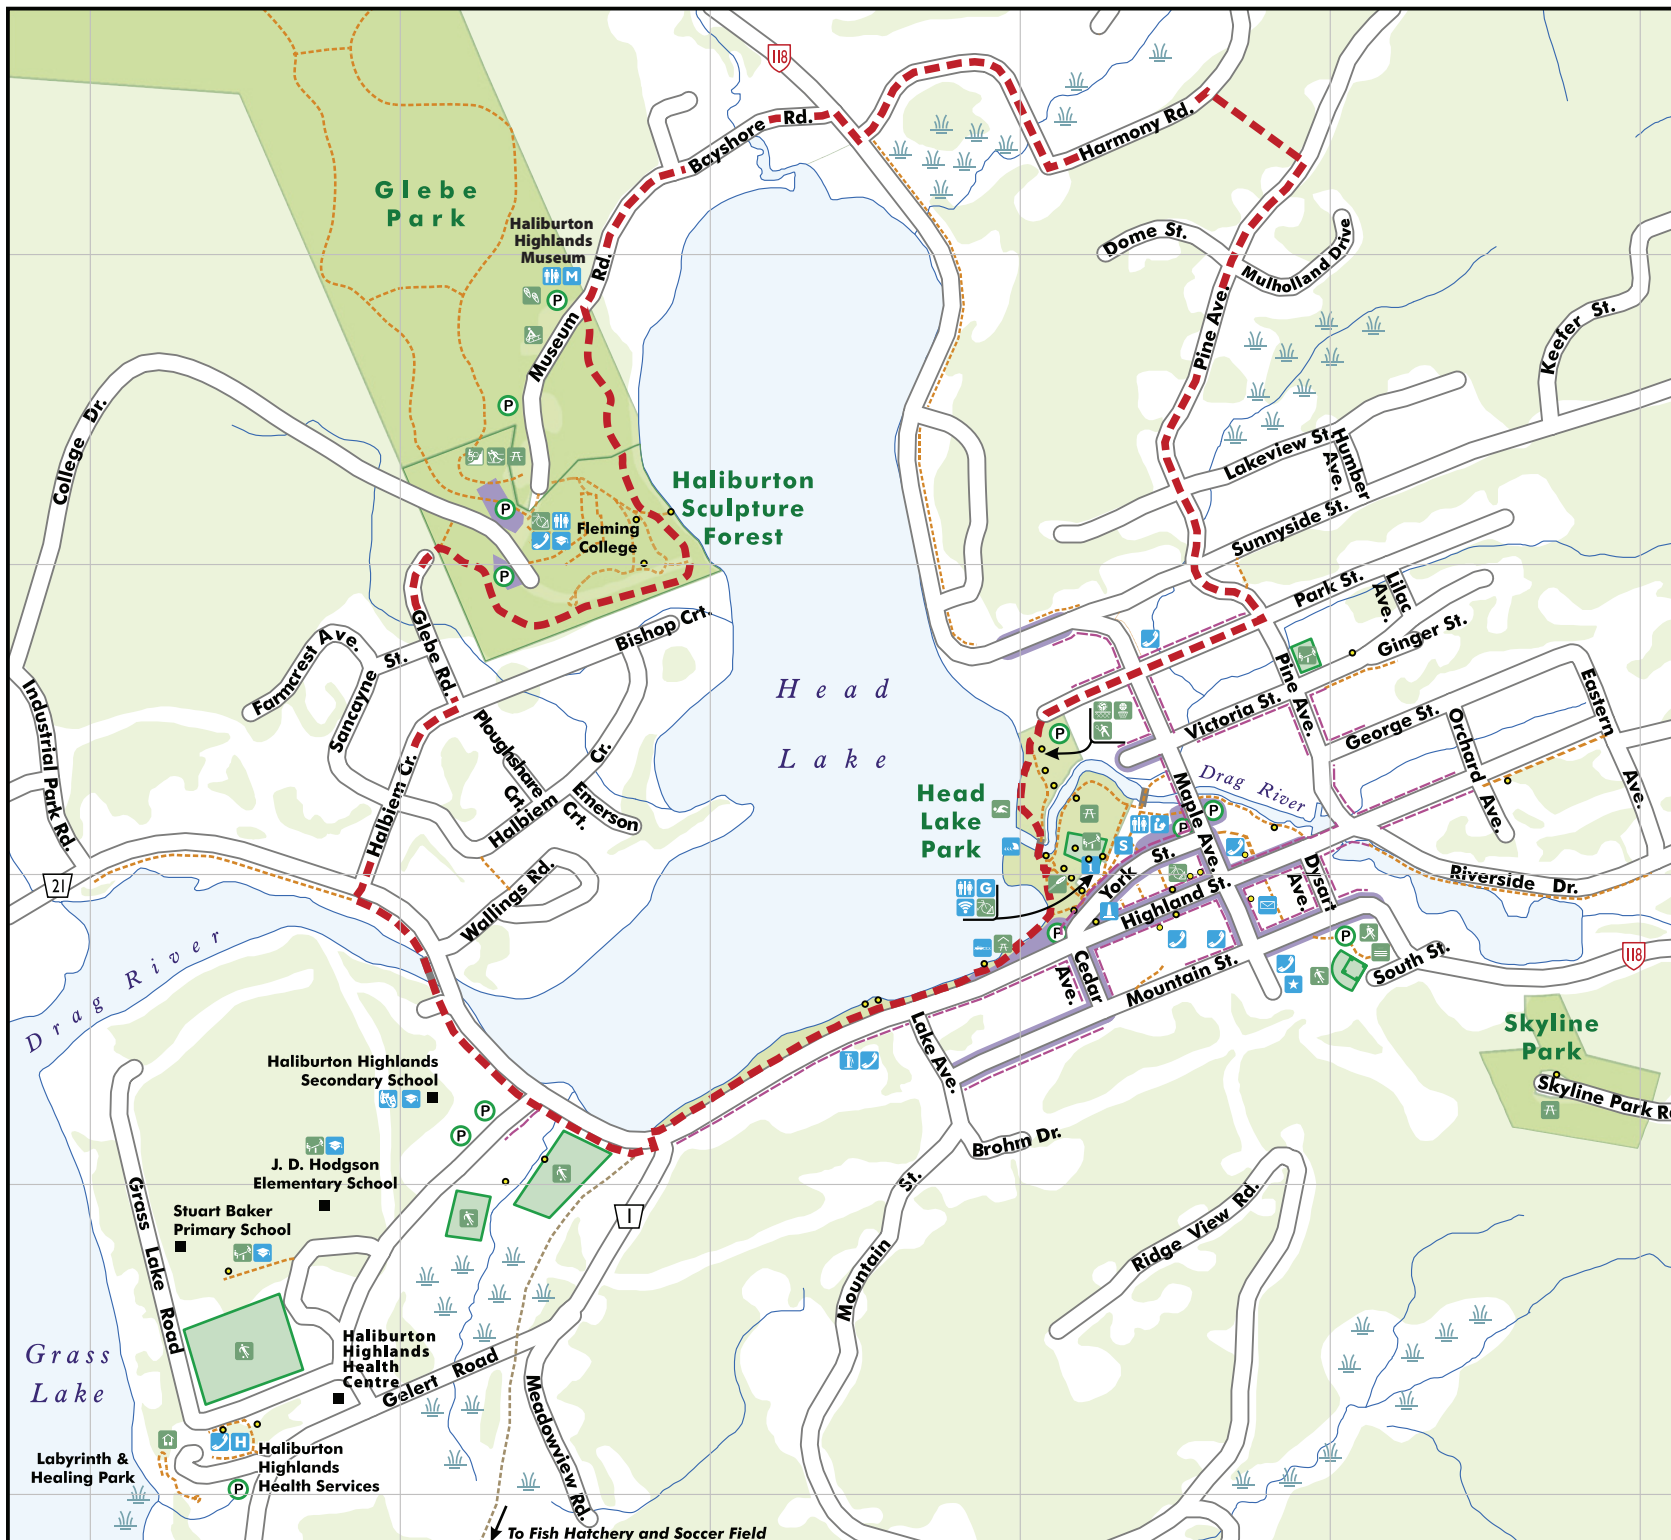 118
Harmony Rd.
Bayshore Rd.
Glebe
Park
Haliburton
Highlands
Museum
M
P
Museum Rd.
Dome St.
Mulholland Drive
Pine Ave.
Keefer St.
College Dr.
P
Lakeview St.
Humber
Ave.
Sunnyside St.
Haliburton
Sculpture
Forest
P
Fleming
College
P
Park St.
Lilac
Ave.
Ginger St.
Glebe Rd.
Bishop Crt.
Farmcrest Ave.
Sancayne St.
Head
Lake
Pine Ave.
Victoria St.
George St.
Orchard Ave.
Eastern Ave.
Industrial Park Rd.
Halbiem Cr.
Ploughshare
Crt.
Halbiem Cr.
Emerson
Crt.
P
Drag River
Maple Ave.
Head
Lake
Park
P
P
S
York St.
Dysart
Ave.
21
Wallings Rd.
G
Highland St.
Riverside Dr.
P
P
Drag River
Cedar
Ave.
Mountain St.
South St.
118
Skyline
Park
Lake Ave.
Haliburton Highlands
Secondary School
P
P
Skyline Park Rd
J. D. Hodgson
Elementary School
Brohm Dr.
Stuart Baker
Primary School
Grass Lake Road
1
Mountain St.
Ridge View Rd.
Grass
Lake
Haliburton
Highlands
Health
Centre
Gelert Road
Meadowview Rd.
H
Labyrinth &
Healing Park
Haliburton
Highlands
Health Services
P
To Fish Hatchery and Soccer Field